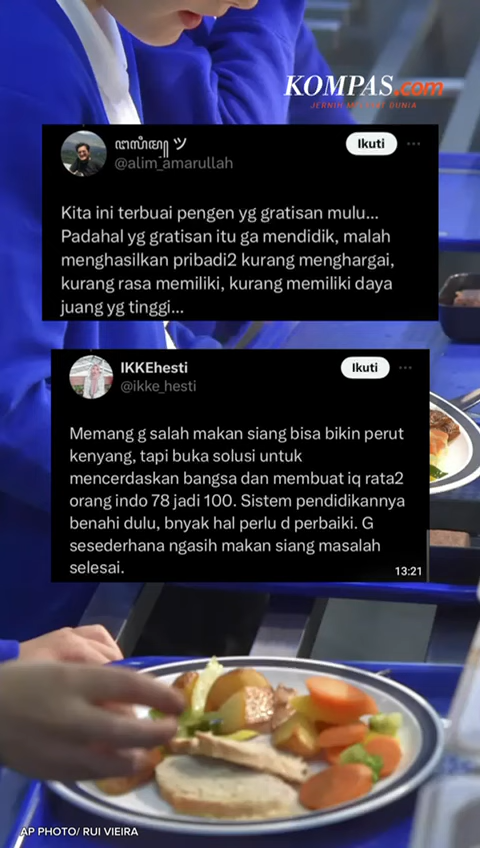 KOMPAS.com
JERNIH MELIHAT DUNIA
Ikuti
@alim_amarullah
Kita ini terbuai pengen yg gratisan mulu...
Padahal yg gratisan itu ga mendidik, malah
menghasilkan pribadi2 kurang menghargai,
kurang rasa memiliki, kurang memiliki daya
juang yg tinggi...
IKKEhesti
Ikuti
@ikke_hesti
Memang g salah makan siang bisa bikin perut
kenyang, tapi buka solusi untuk
mencerdaskan bangsa dan membuat iq rata2
orang indo 78 jadi 100. Sistem pendidikannya
benahi dulu, bnyak hal perlu d perbaiki. G
sesederhana ngasih makan siang masalah
selesai.
13:21
AP PHOTO/ RUI VIEIRA